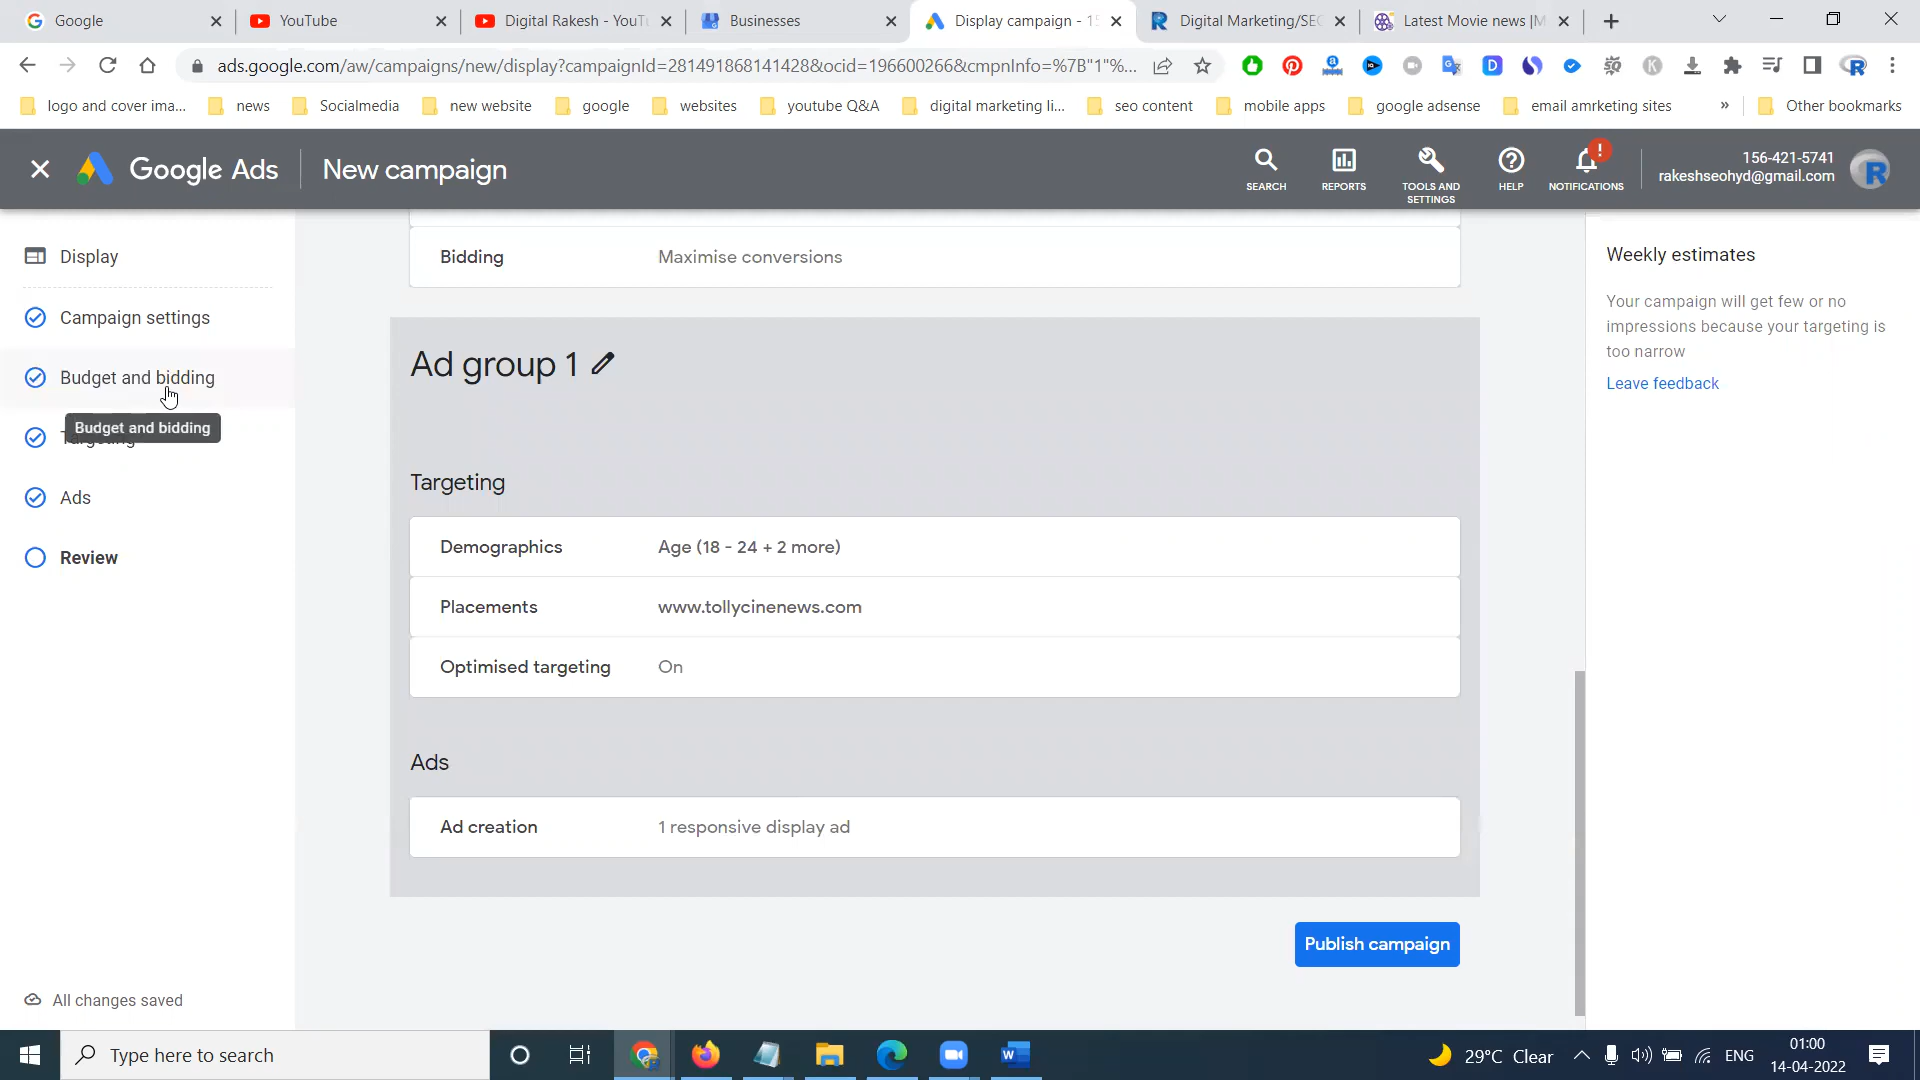 Google
YouTube
Digital Rakesh - YouT
Businesses
Display campaign - 15
Digital Marketing/SEO
Latest Movie news |M
ads.google.com/aw/campaigns/new/display?campaignId=281491868141428&ocid=196600266&cmpnInfo=%7B"1"%...
logo and cover ima...
news
Socialmedia
new website
google
websites
youtube Q&A
digital marketing li...
seo content
mobile apps
google adsense
email amrketing sites
»
Other bookmarks
Google Ads
New campaign
SEARCH
REPORTS
TOOLS AND
SETTINGS
HELP
NOTIFICATIONS
156-421-5741
rakeshseohyd@gmail.com
Display
Campaign settings
Budget and bidding
Budget and bidding
Ads
Review
All changes saved
Bidding
Maximise conversions
Ad group 1
Targeting
Demographics
Age (18 - 24 + 2 more)
Placements
www.tollycinenews.com
Optimised targeting
On
Ads
Ad creation
1 responsive display ad
Publish campaign
Weekly estimates
Your campaign will get few or no
impressions because your targeting is
too narrow
Leave feedback
Type here to search
29°C Clear
ENG
01:00
14-04-2022